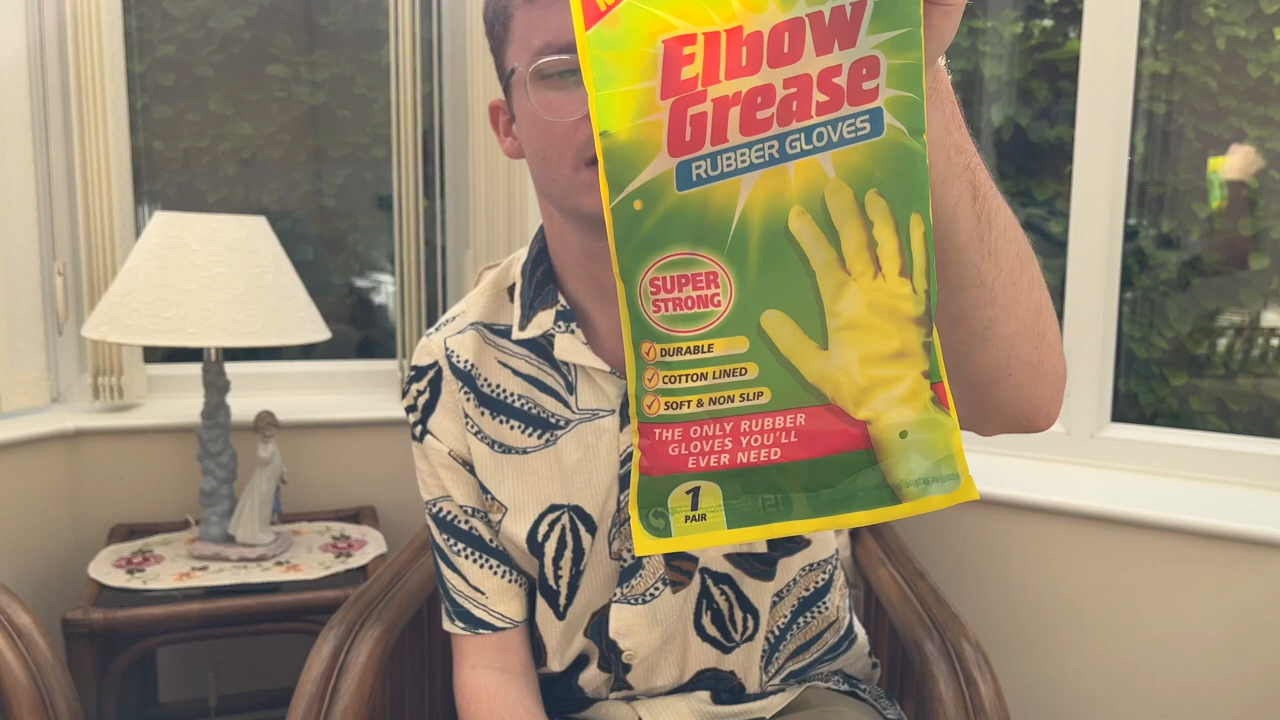 Elbow
Grease
RUBBER GLOVES
SUPER
STRONG
DURABLE
COTTON LINED
SOFT & NON SLIP
THE ONLY RUBBER
GLOVES YOU'LL
EVER NEED
1
PAIR